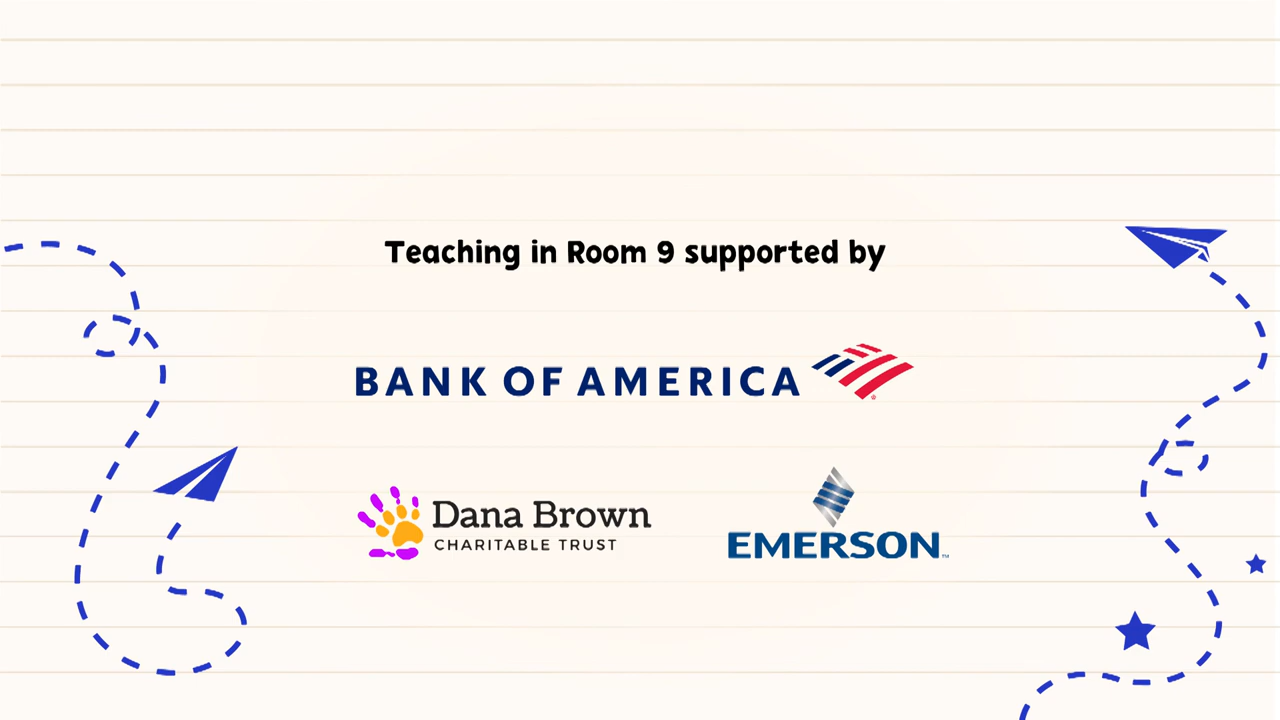 Teaching in Room 9 supported by
BANK OF AMERICA
Dana Brown
CHARITABLE TRUST
EMERSON